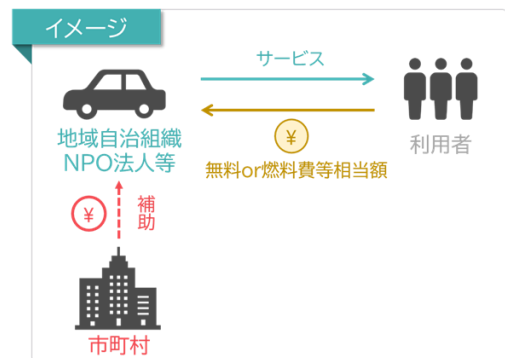 イメージ
サービス
地域自治組織
NPO法人等
¥
利用者
無料or燃料費等相当額
¥
補助
市町村